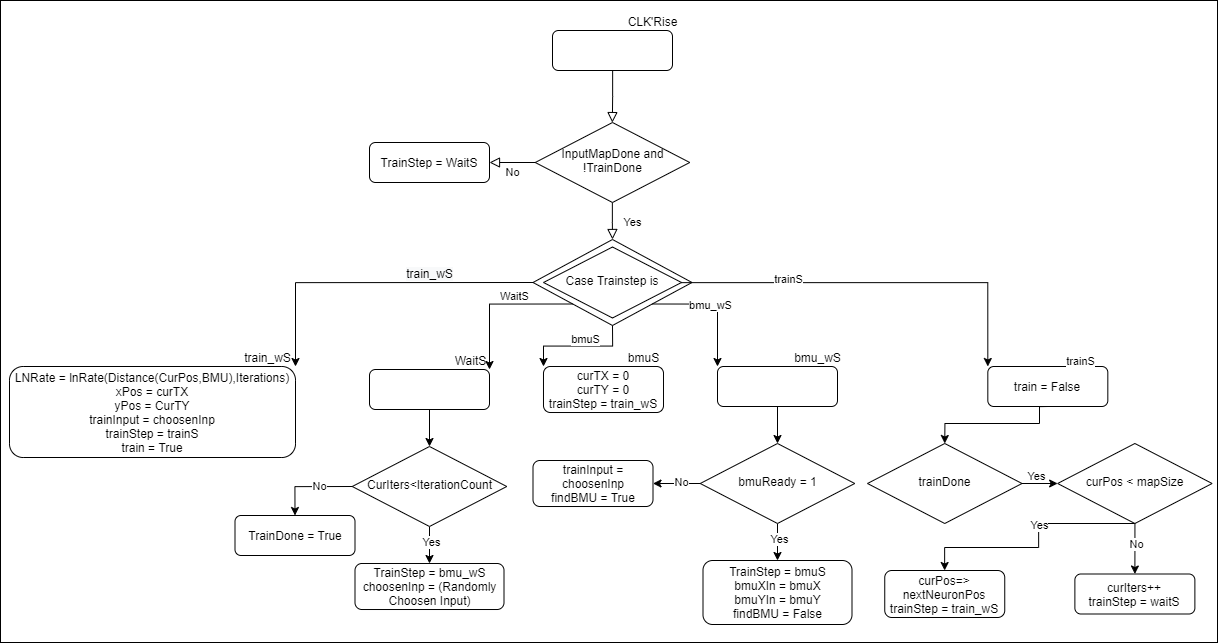 CLK'Rise
InputMapDone and
!TrainDone
TrainStep = WaitS
No
Yes
Case Trainstep is
train_wS
WaitS
bmuS
bmu_wS
trainS
train_wS
LNRate = lnRate(Distance(CurPos,BMU),Iterations)
xPos = curTX
yPos = CurTY
trainInput = choosenInp
trainStep = trainS
train = True
WaitS
CurIters<IterationCount
No
TrainDone = True
Yes
TrainStep = bmu_wS
choosenInp = (Randomly
Choosen Input)
bmuS
curTX = 0
curTY = 0
trainStep = train_wS
bmu_wS
bmuReady = 1
No
trainInput =
choosenInp
findBMU = True
Yes
TrainStep = bmuS
bmuXIn = bmuX
bmuYIn = bmuY
findBMU = False
trainS
train = False
trainDone
Yes
curPos < mapSize
Yes
curPos=>
nextNeuronPos
trainStep = train_wS
No
curIters++
trainStep = waitS